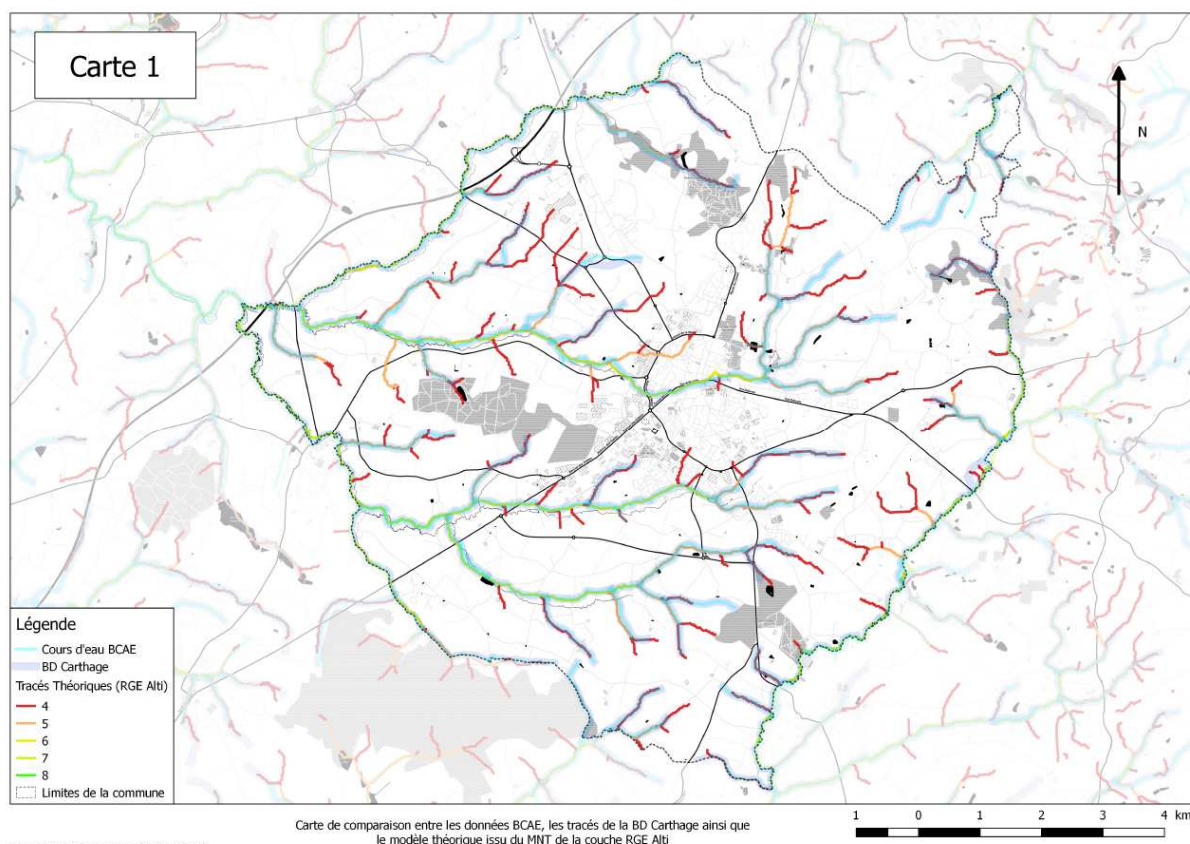 Carte 1
N
L
Légende
Cours d'eau BCAE
BD Carthage
Tracés Théoriques (RGE Alti)
4
5
6
7
8
Limites de la commune
Carte de comparaison entre les données BCAE, les tracés de la BD Carthage ainsi que
le modèle théorique issu du MNT de la couche RGE Alti
1 0 1 2 3 4 km